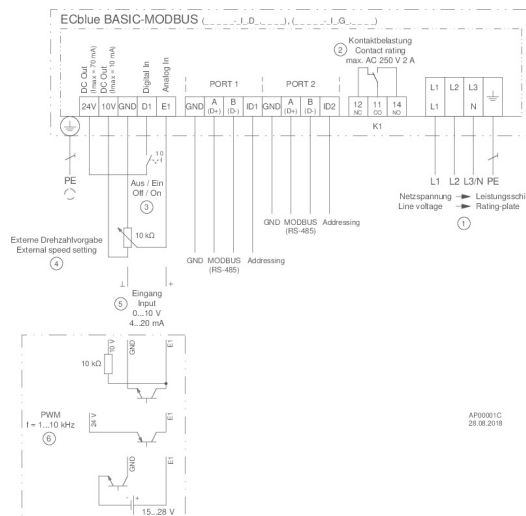 ECblue BASIC-MODBUS (_ _ _ _ _-_I_D_._ _ _), (_ _ _ _ _-_I_G_._ _ _)
DC Out (Imax = 70 mA)
DC Out (Imax = 10 mA)
Digital In
Analog In
24V 10V GND D1 E1
PORT 1
GND A (D+) B (D-) ID1
PORT 2
GND A (D+) B (D-) ID2
2
Kontaktbelastung
Contact rating
max. AC 250 V 2 A
12 NC 11 CO 14 NO
K1
L1 L2 L3
L1 N
PE
1 0
Aus / Ein
Off / On
3
L1 L2 L3/N PE
Netzspannung Leistungsschi
Line voltage Rating-plate
1
10 kΩ
Externe Drehzahlvorgabe
External speed setting
4
GND MODBUS (RS-485) Addressing
GND MODBUS (RS-485) Addressing
⊥ +
5
Eingang
Input
0...10 V
4...20 mA
10 V GND E1
10 kΩ
PWM
f = 1...10 kHz
6
24 V E1
GND E1
- +
15...28 V
AP00001C
28.08.2018